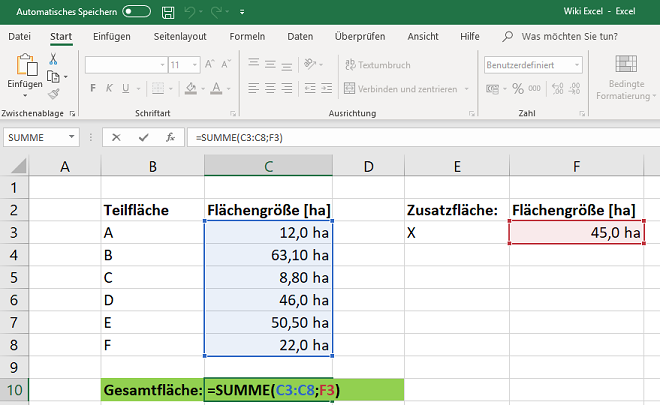 Automatisches Speichern Wiki Excel - Excel
Datei Start Einfügen Seitenlayout Formeln Daten Überprüfen Ansicht Hilfe Was möchten Sie tun?
11 A A Textumbruch Benutzerdefiniert
Einfügen F K U A Verbinden und zentrieren % 000 Bedingte
Formatierung
Zwischenablage Schriftart Ausrichtung Zahl
SUMME fx =SUMME(C3:C8;F3)
A B C D E F
1
2 Teilfläche Flächengröße [ha] Zusatzfläche: Flächengröße [ha]
3 A 12,0 ha X 45,0 ha
4 B 63,10 ha
5 C 8,80 ha
6 D 46,0 ha
7 E 50,50 ha
8 F 22,0 ha
9
10 Gesamtfläche: =SUMME(C3:C8;F3)